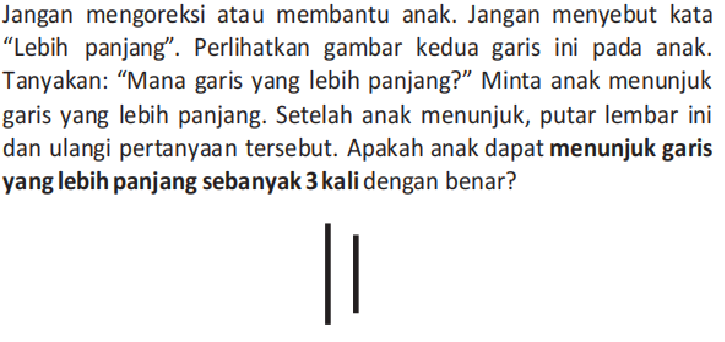 Jangan mengoreksi atau membantu anak. Jangan menyebut kata
“Lebih panjang”. Perlihatkan gambar kedua garis ini pada anak.
Tanyakan: “Mana garis yang lebih panjang?” Minta anak menunjuk
garis yang lebih panjang. Setelah anak menunjuk, putar lembar ini
dan ulangi pertanyaan tersebut. Apakah anak dapat menunjuk garis
yang lebih panjang sebanyak 3 kali dengan benar?